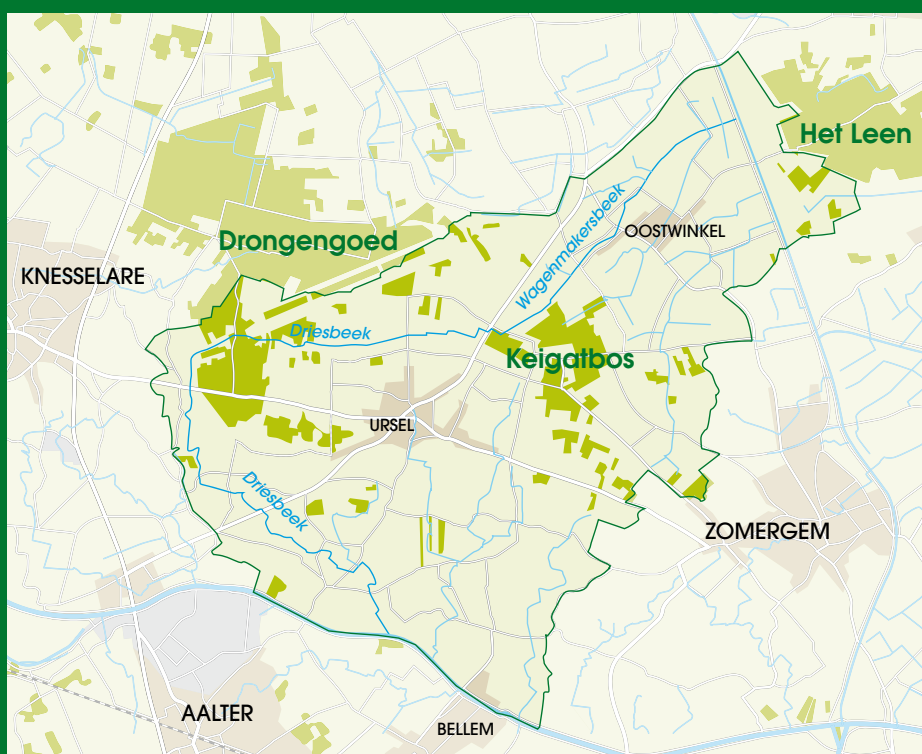 Het Leen
OOSTWINKEL
Wagenmakersbeek
Drongengoed
KNESSELARE
Driesbeek
Keigatbos
URSEL
Driesbeek
ZOMERGEM
AALTER
BELLEM